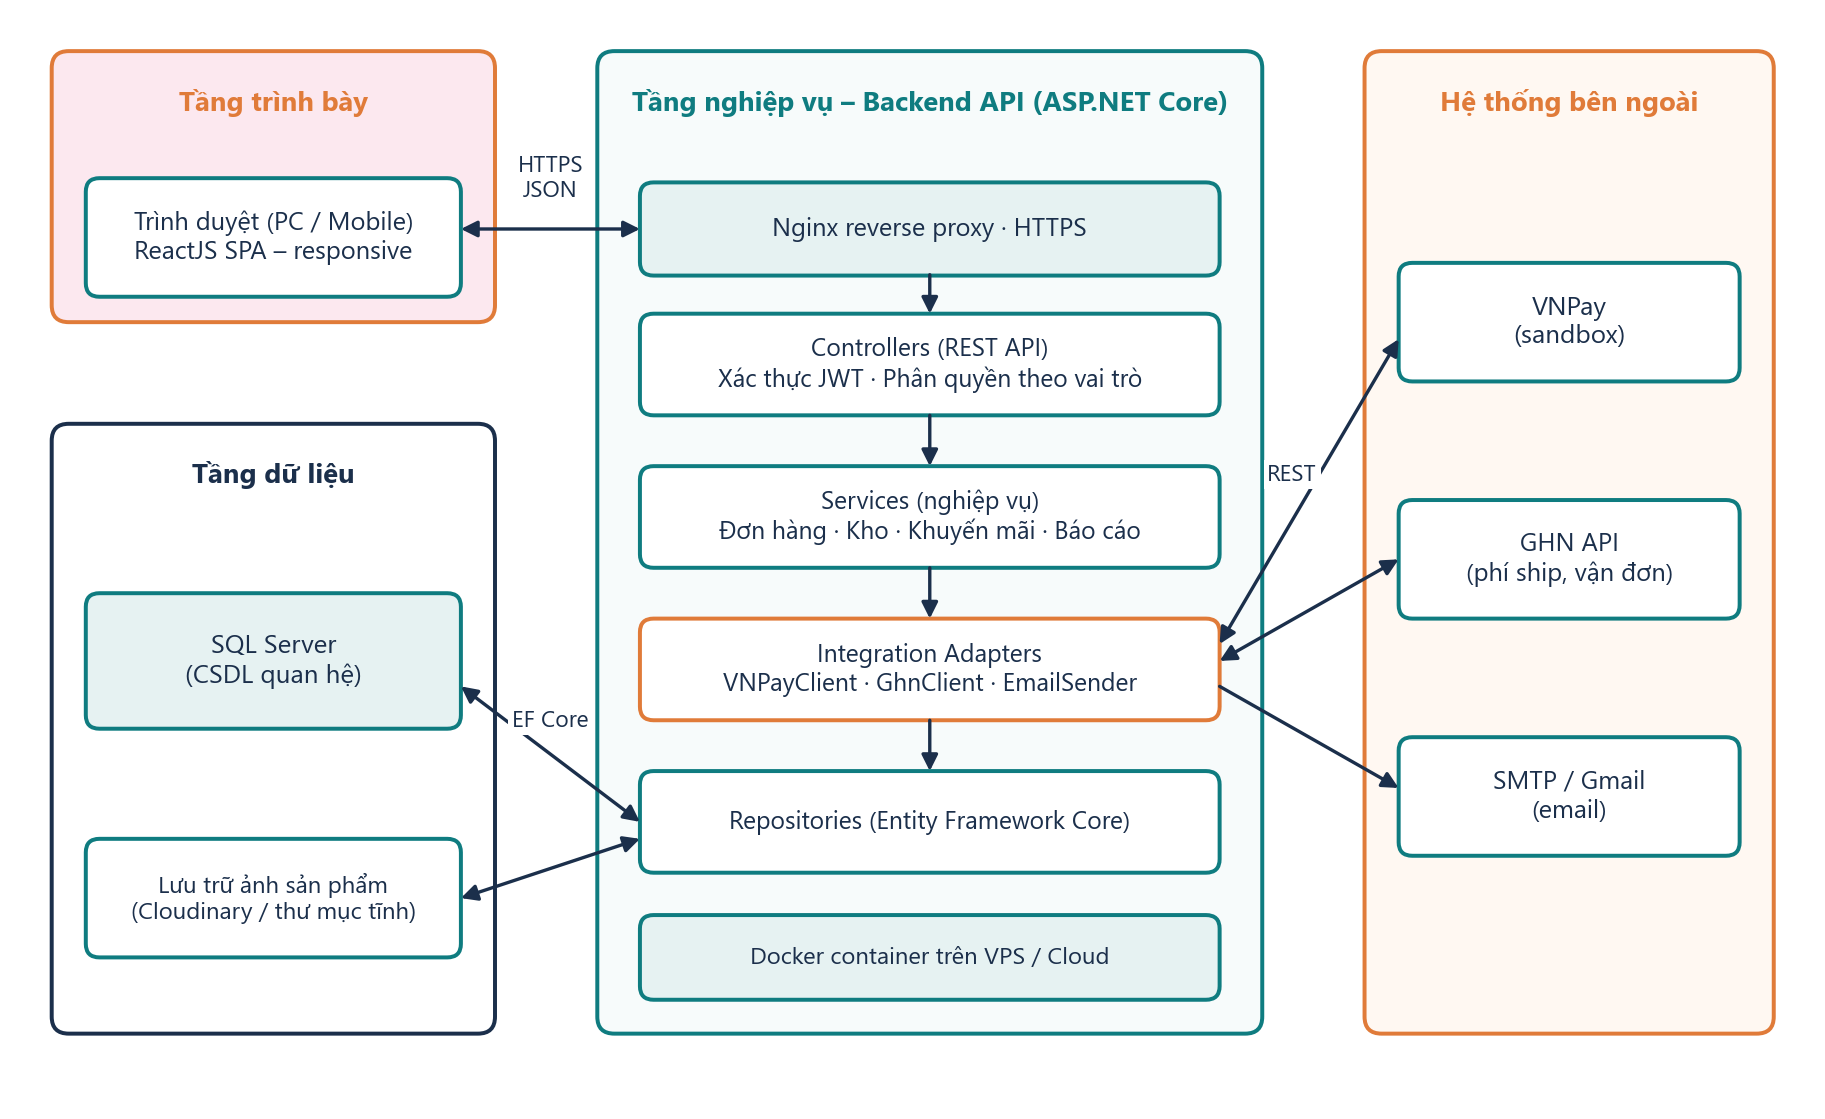 Tầng trình bày
Trình duyệt (PC / Mobile)
ReactJS SPA – responsive
HTTPS
JSON
Tầng dữ liệu
SQL Server
(CSDL quan hệ)
EF Core
Lưu trữ ảnh sản phẩm
(Cloudinary / thư mục tĩnh)
Tầng nghiệp vụ – Backend API (ASP.NET Core)
Nginx reverse proxy · HTTPS
Controllers (REST API)
Xác thực JWT · Phân quyền theo vai trò
Services (nghiệp vụ)
Đơn hàng · Kho · Khuyến mãi · Báo cáo
Integration Adapters
VNPayClient · GhnClient · EmailSender
Repositories (Entity Framework Core)
Docker container trên VPS / Cloud
REST
Hệ thống bên ngoài
VNPay
(sandbox)
GHN API
(phí ship, vận đơn)
SMTP / Gmail
(email)